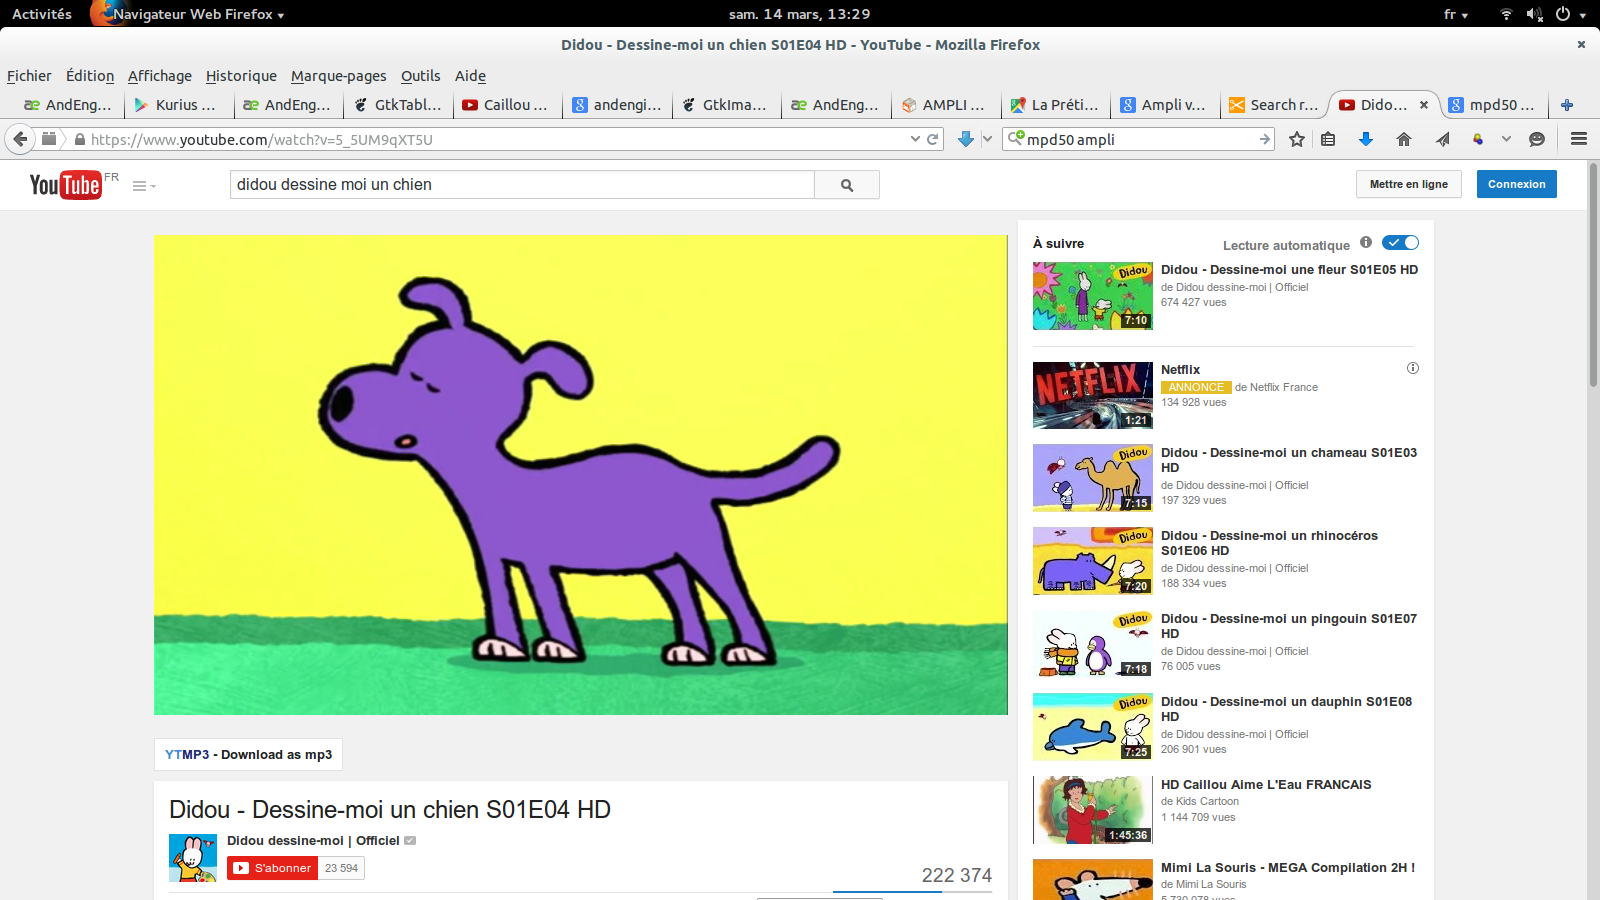 Activités Navigateur Web Firefox sam. 14 mars, 13:29 fr
Didou - Dessine-moi un chien S01E04 HD - YouTube - Mozilla Firefox
Fichier Édition Affichage Historique Marque-pages Outils Aide
AndEng… Kurius … AndEng… GtkTabl… Caillou … andengi… GtkIma… AndEng… AMPLI … La Préti… Ampli v… Search r… Dido… mpd50 …
https://www.youtube.com/watch?v=5_5UM9qXT5U mpd50 ampli
YouTube FR didou dessine moi un chien Mettre en ligne Connexion
À suivre Lecture automatique
Didou - Dessine-moi une fleur S01E05 HD
de Didou dessine-moi | Officiel
674 427 vues
Didou
7:10
Netflix
ANNONCE de Netflix France
134 928 vues
NETFLIX
1:21
Didou - Dessine-moi un chameau S01E03
HD
de Didou dessine-moi | Officiel
197 329 vues
Didou
7:15
Didou - Dessine-moi un rhinocéros
S01E06 HD
de Didou dessine-moi | Officiel
188 334 vues
Didou
7:20
Didou - Dessine-moi un pingouin S01E07
HD
de Didou dessine-moi | Officiel
76 005 vues
Didou
7:18
Didou - Dessine-moi un dauphin S01E08
HD
de Didou dessine-moi | Officiel
206 901 vues
Didou
7:25
HD Caillou Aime L'Eau FRANCAIS
de Kids Cartoon
1 144 709 vues
1:45:36
Mimi La Souris - MEGA Compilation 2H !
de Mimi La Souris
5 730 078 vues
YTMP3 - Download as mp3
Didou - Dessine-moi un chien S01E04 HD
Didou dessine-moi | Officiel
S'abonner 23 594
222 374